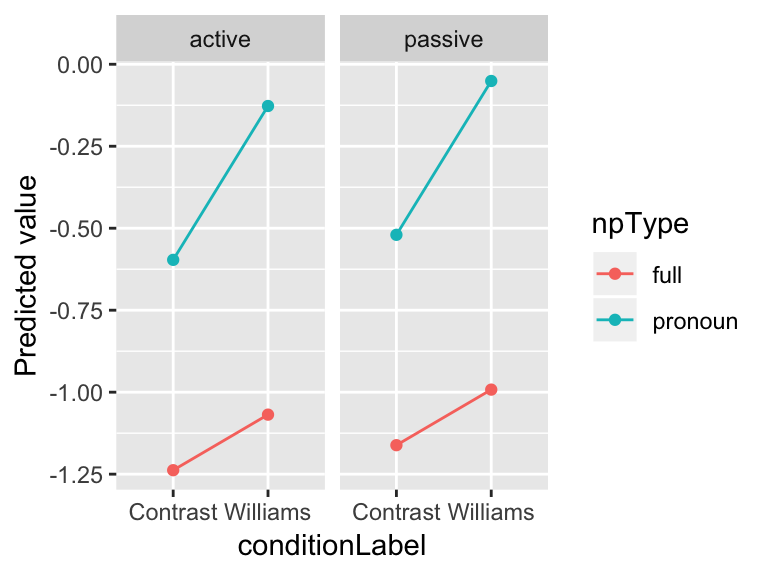 active
passive
0.00
-0.25
-0.50
-0.75
-1.00
-1.25
Predicted value
Contrast Williams
Contrast Williams
conditionLabel
npType
full
pronoun